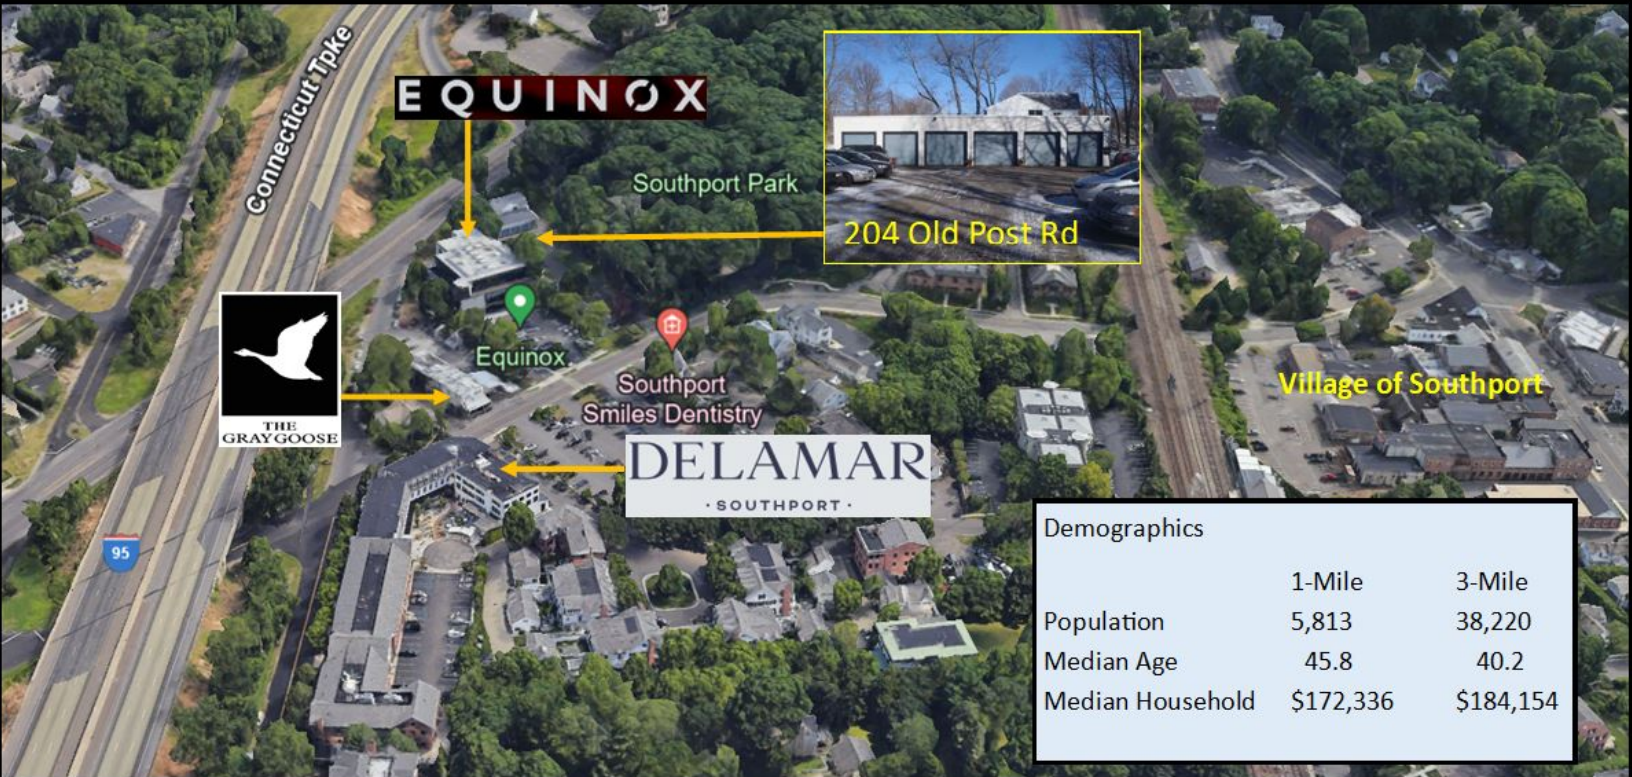 Connecticut Tpke
EQUINOX
Southport Park
204 Old Post Rd
Equinox
Southport
Smiles Dentistry
THE
GRAY GOOSE
Village of Southport
DELAMAR
· SOUTHPORT ·
95
Demographics
1-Mile 3-Mile
Population 5,813 38,220
Median Age 45.8 40.2
Median Household $172,336 $184,154